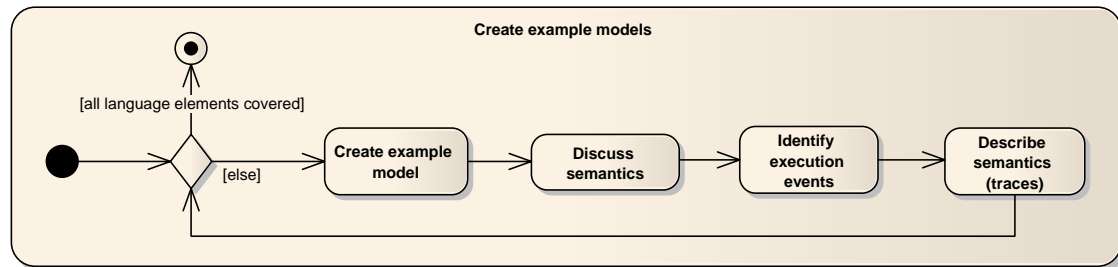 Create example models
[all language elements covered]
[else]
Create example
model
Discuss
semantics
Identify
execution
events
Describe
semantics
(traces)